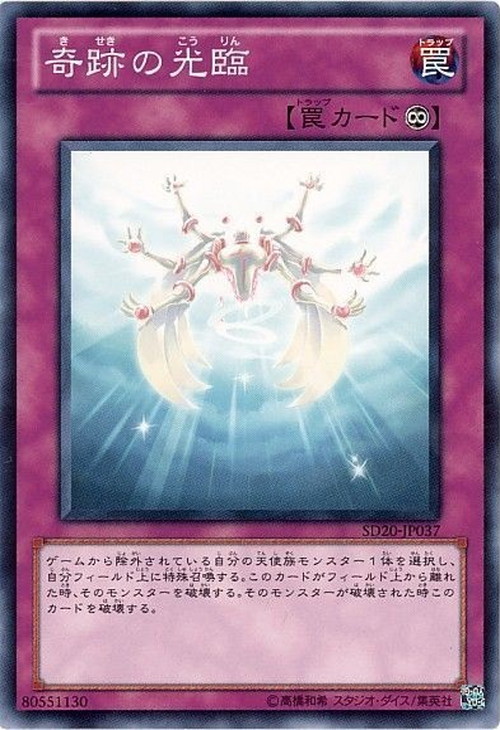 奇跡の光臨
罠
【罠カード♾】
SD20-JP037
ゲームから除外されている自分の天使族モンスター1体を選択し、
自分フィールド上に特殊召喚する。このカードがフィールド上から離れ
た時、そのモンスターを破壊する。そのモンスターが破壊された時この
カードを破壊する。
80551130
©高橋和希 スタジオ・ダイス/集英社